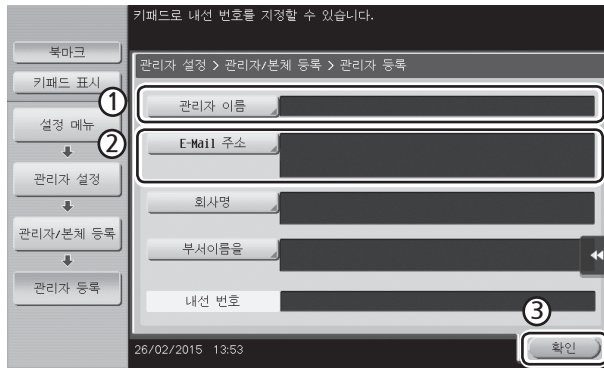 키패드로 내선 번호를 지정할 수 있습니다.
북마크
키패드 표시
설정 메뉴
관리자 설정
관리자/본체 등록
관리자 등록
관리자 설정 > 관리자/본체 등록 > 관리자 등록
① 관리자 이름
② E-Mail 주소
회사명
부서이름을
내선 번호
③
26/02/2015 13:53
확인